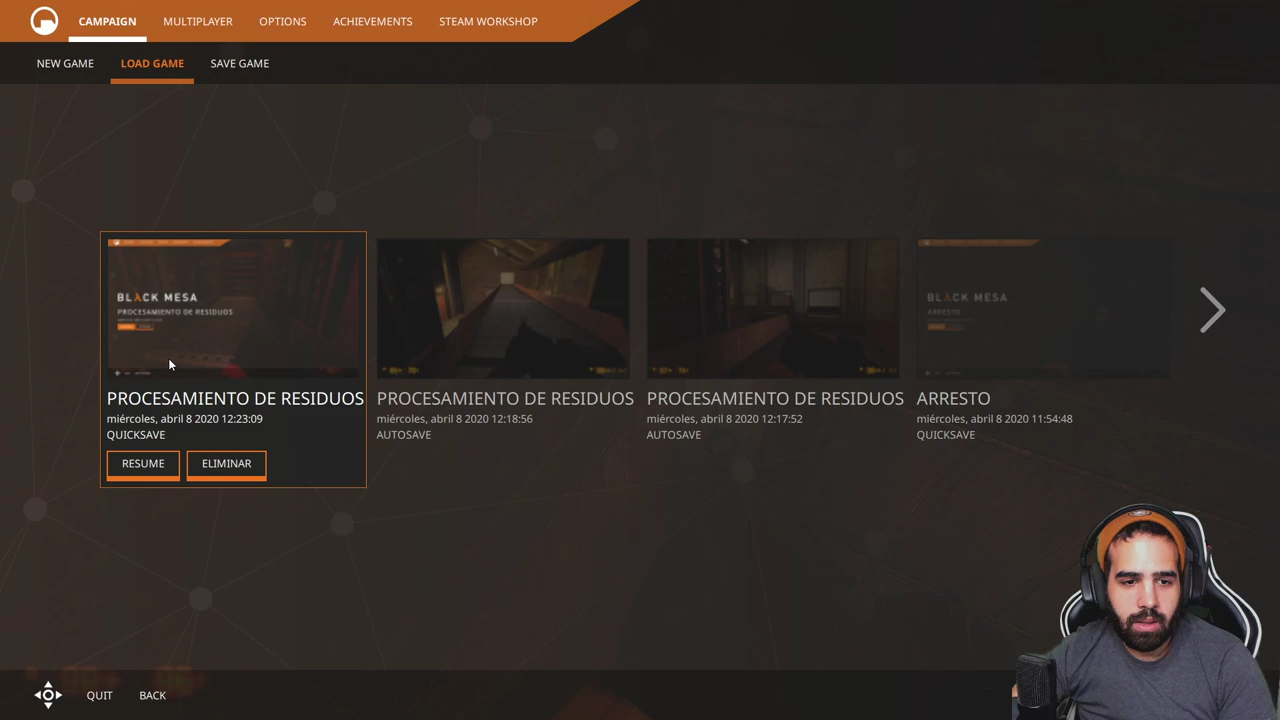 CAMPAIGN MULTIPLAYER OPTIONS ACHIEVEMENTS STEAM WORKSHOP
NEW GAME LOAD GAME SAVE GAME
BLACK MESA
PROCESAMIENTO DE RESIDUOS
BLACK MESA
ARRESTO
PROCESAMIENTO DE RESIDUOS
miércoles, abril 8 2020 12:23:09
QUICKSAVE
RESUME ELIMINAR
PROCESAMIENTO DE RESIDUOS
miércoles, abril 8 2020 12:18:56
AUTOSAVE
PROCESAMIENTO DE RESIDUOS
miércoles, abril 8 2020 12:17:52
AUTOSAVE
ARRESTO
miércoles, abril 8 2020 11:54:48
QUICKSAVE
QUIT BACK